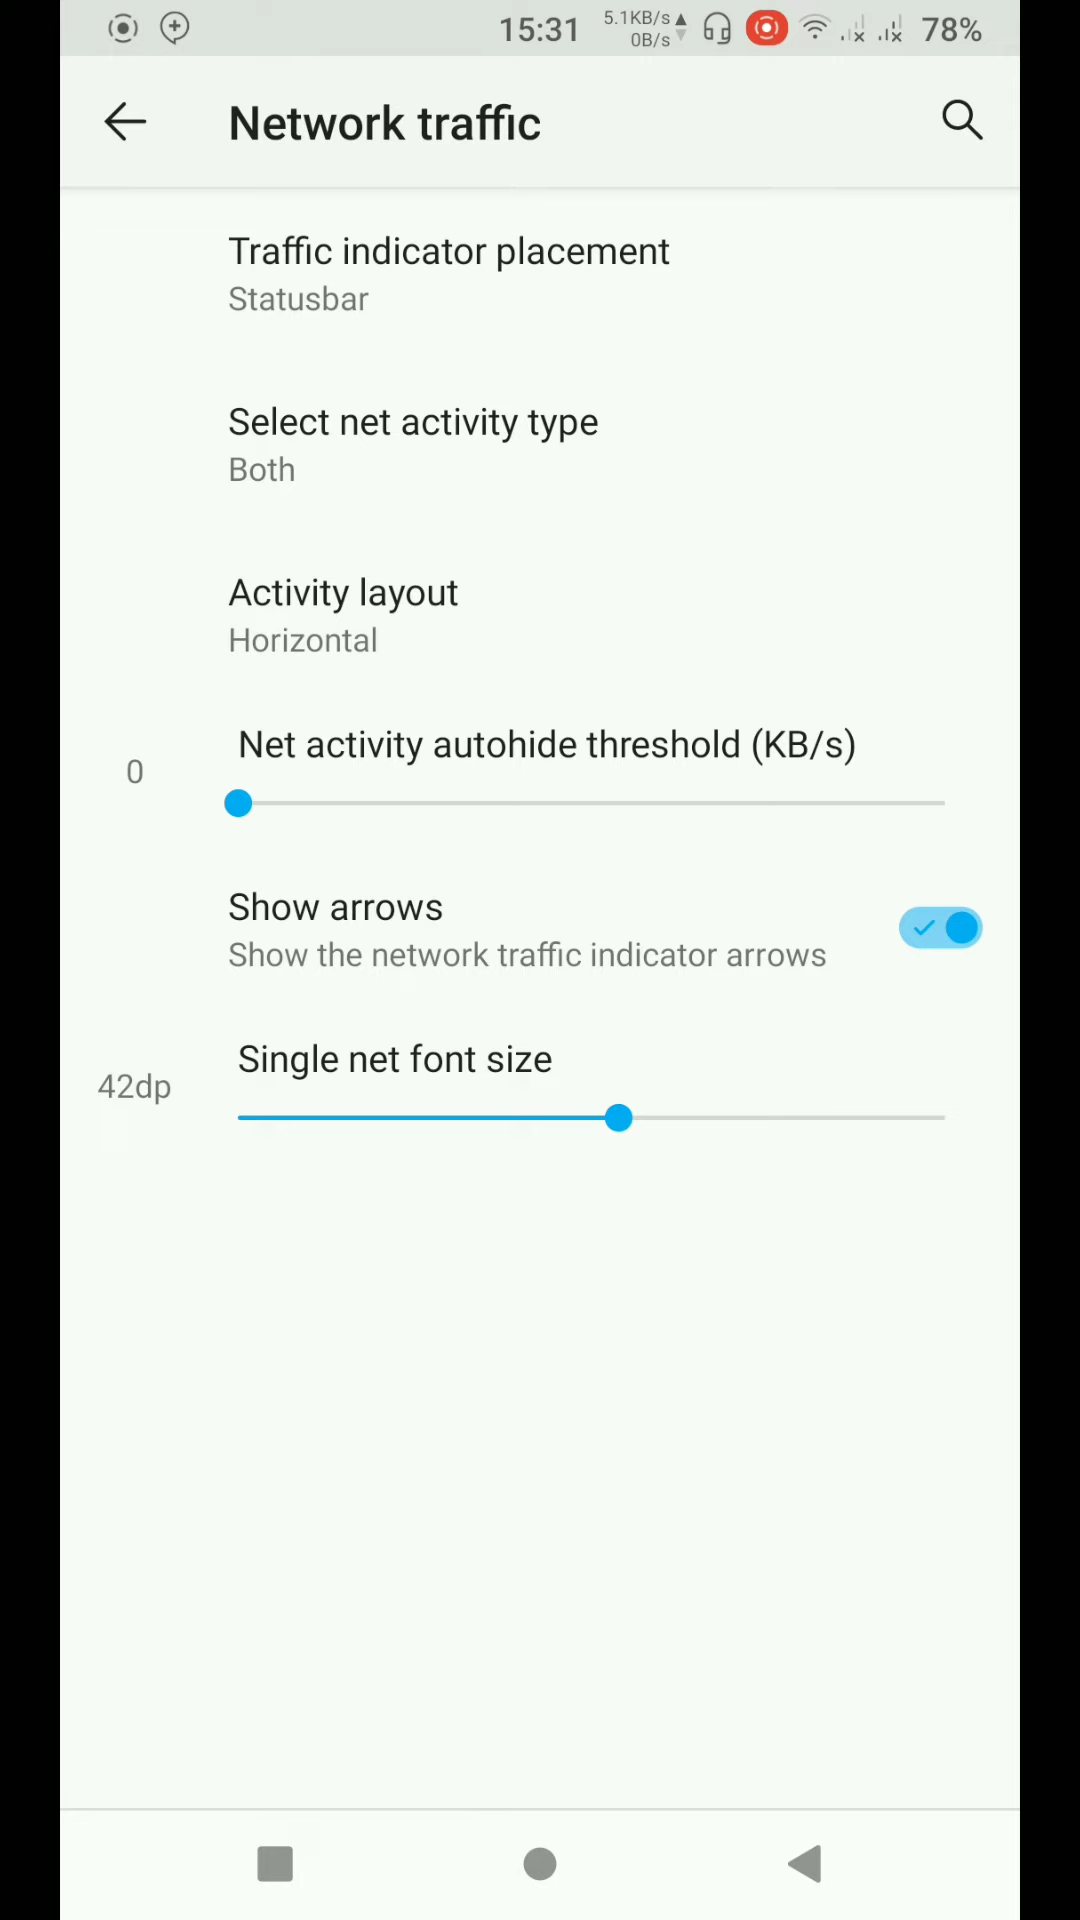 15:31 5.1KB/s 78%
0B/s
Network traffic
Traffic indicator placement
Statusbar
Select net activity type
Both
Activity layout
Horizontal
Net activity autohide threshold (KB/s)
0
Show arrows
Show the network traffic indicator arrows
Single net font size
42dp